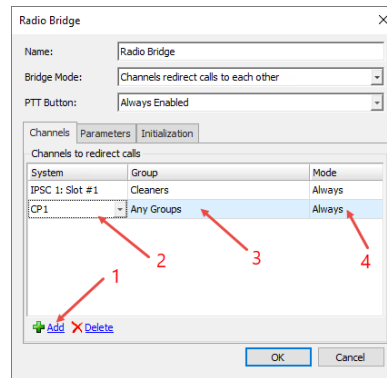 Radio Bridge
Name: Radio Bridge
Bridge Mode: Channels redirect calls to each other
PTT Button: Always Enabled
Channels Parameters Initialization
Channels to redirect calls
System Group Mode
IPSC 1: Slot #1 Cleaners Always
CP1 Any Groups Always
1 2 3 4
Add Delete
OK Cancel